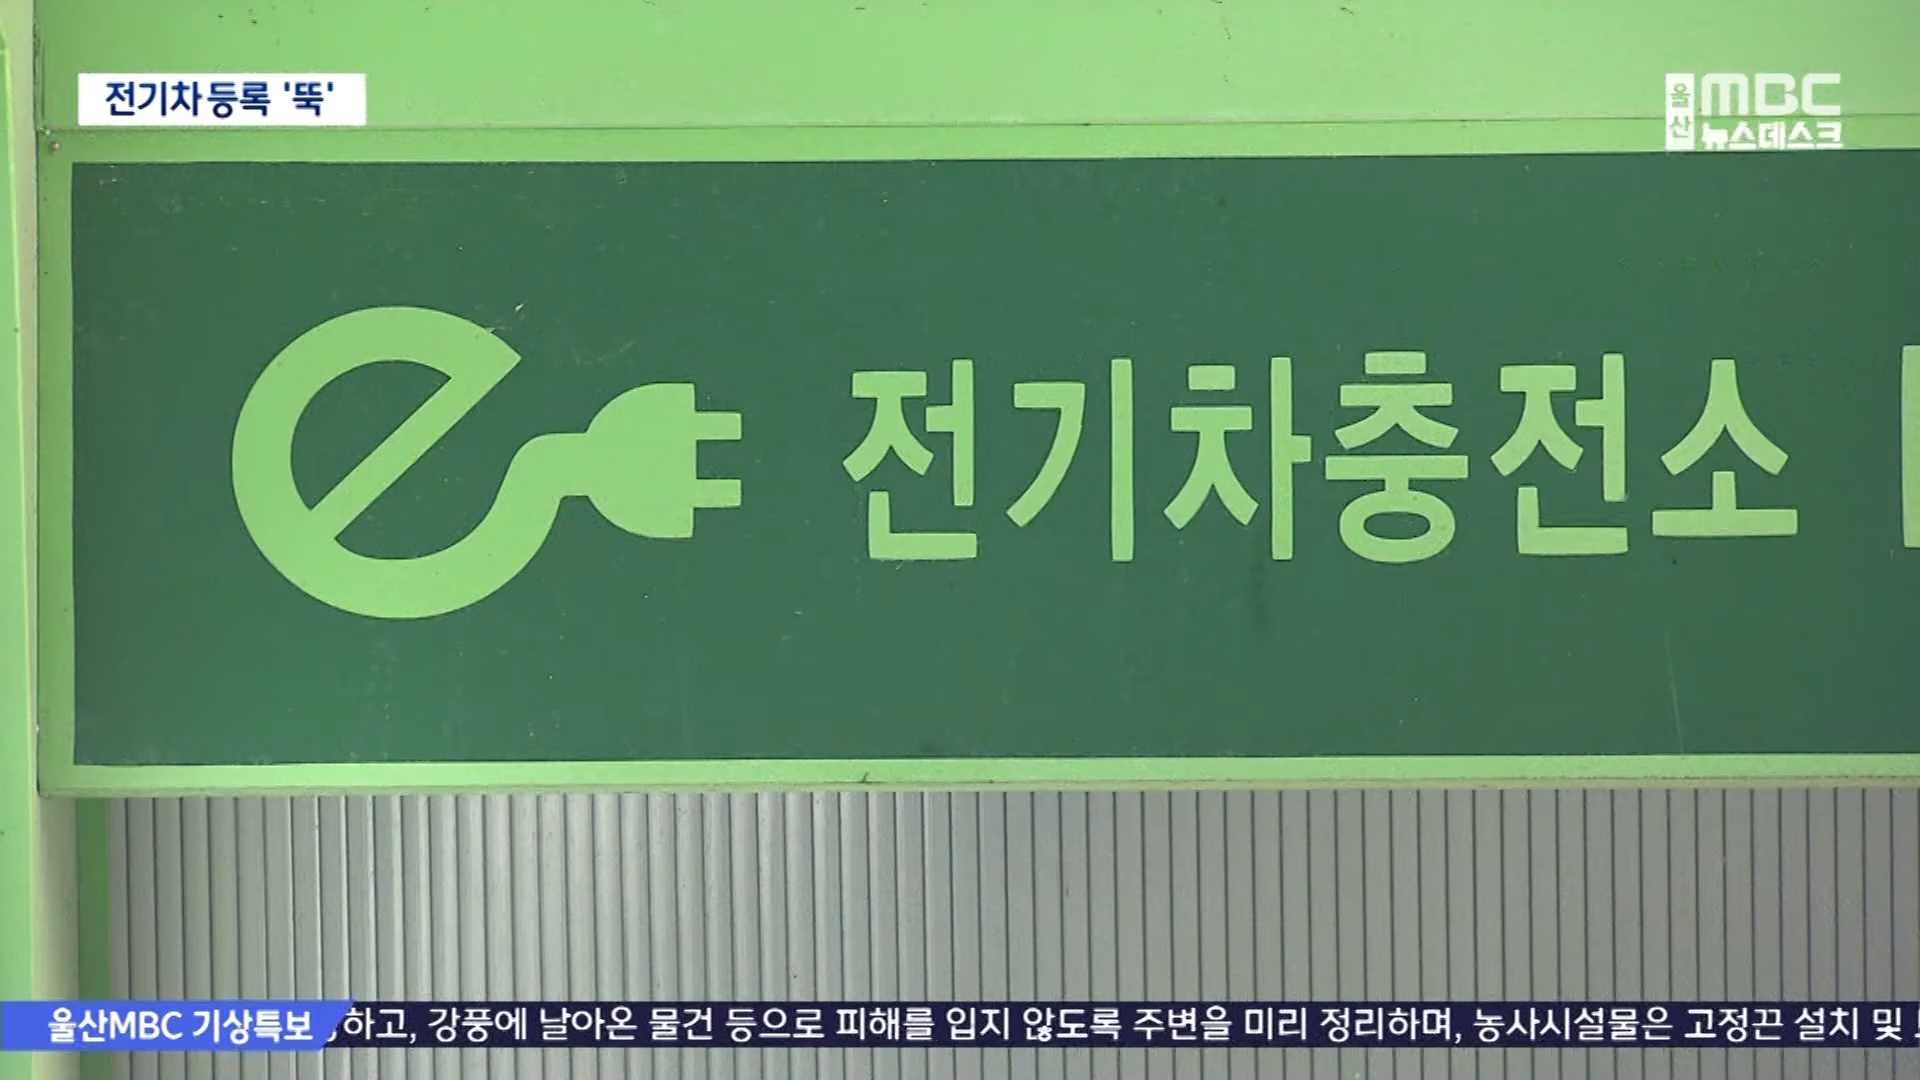 전기차 등록 '뚝'
울산 MBC
뉴스데스크
전기차충전소
울산MBC 기상특보
하고, 강풍에 날아온 물건 등으로 피해를 입지 않도록 주변을 미리 정리하며, 농사시설물은 고정끈 설치 및